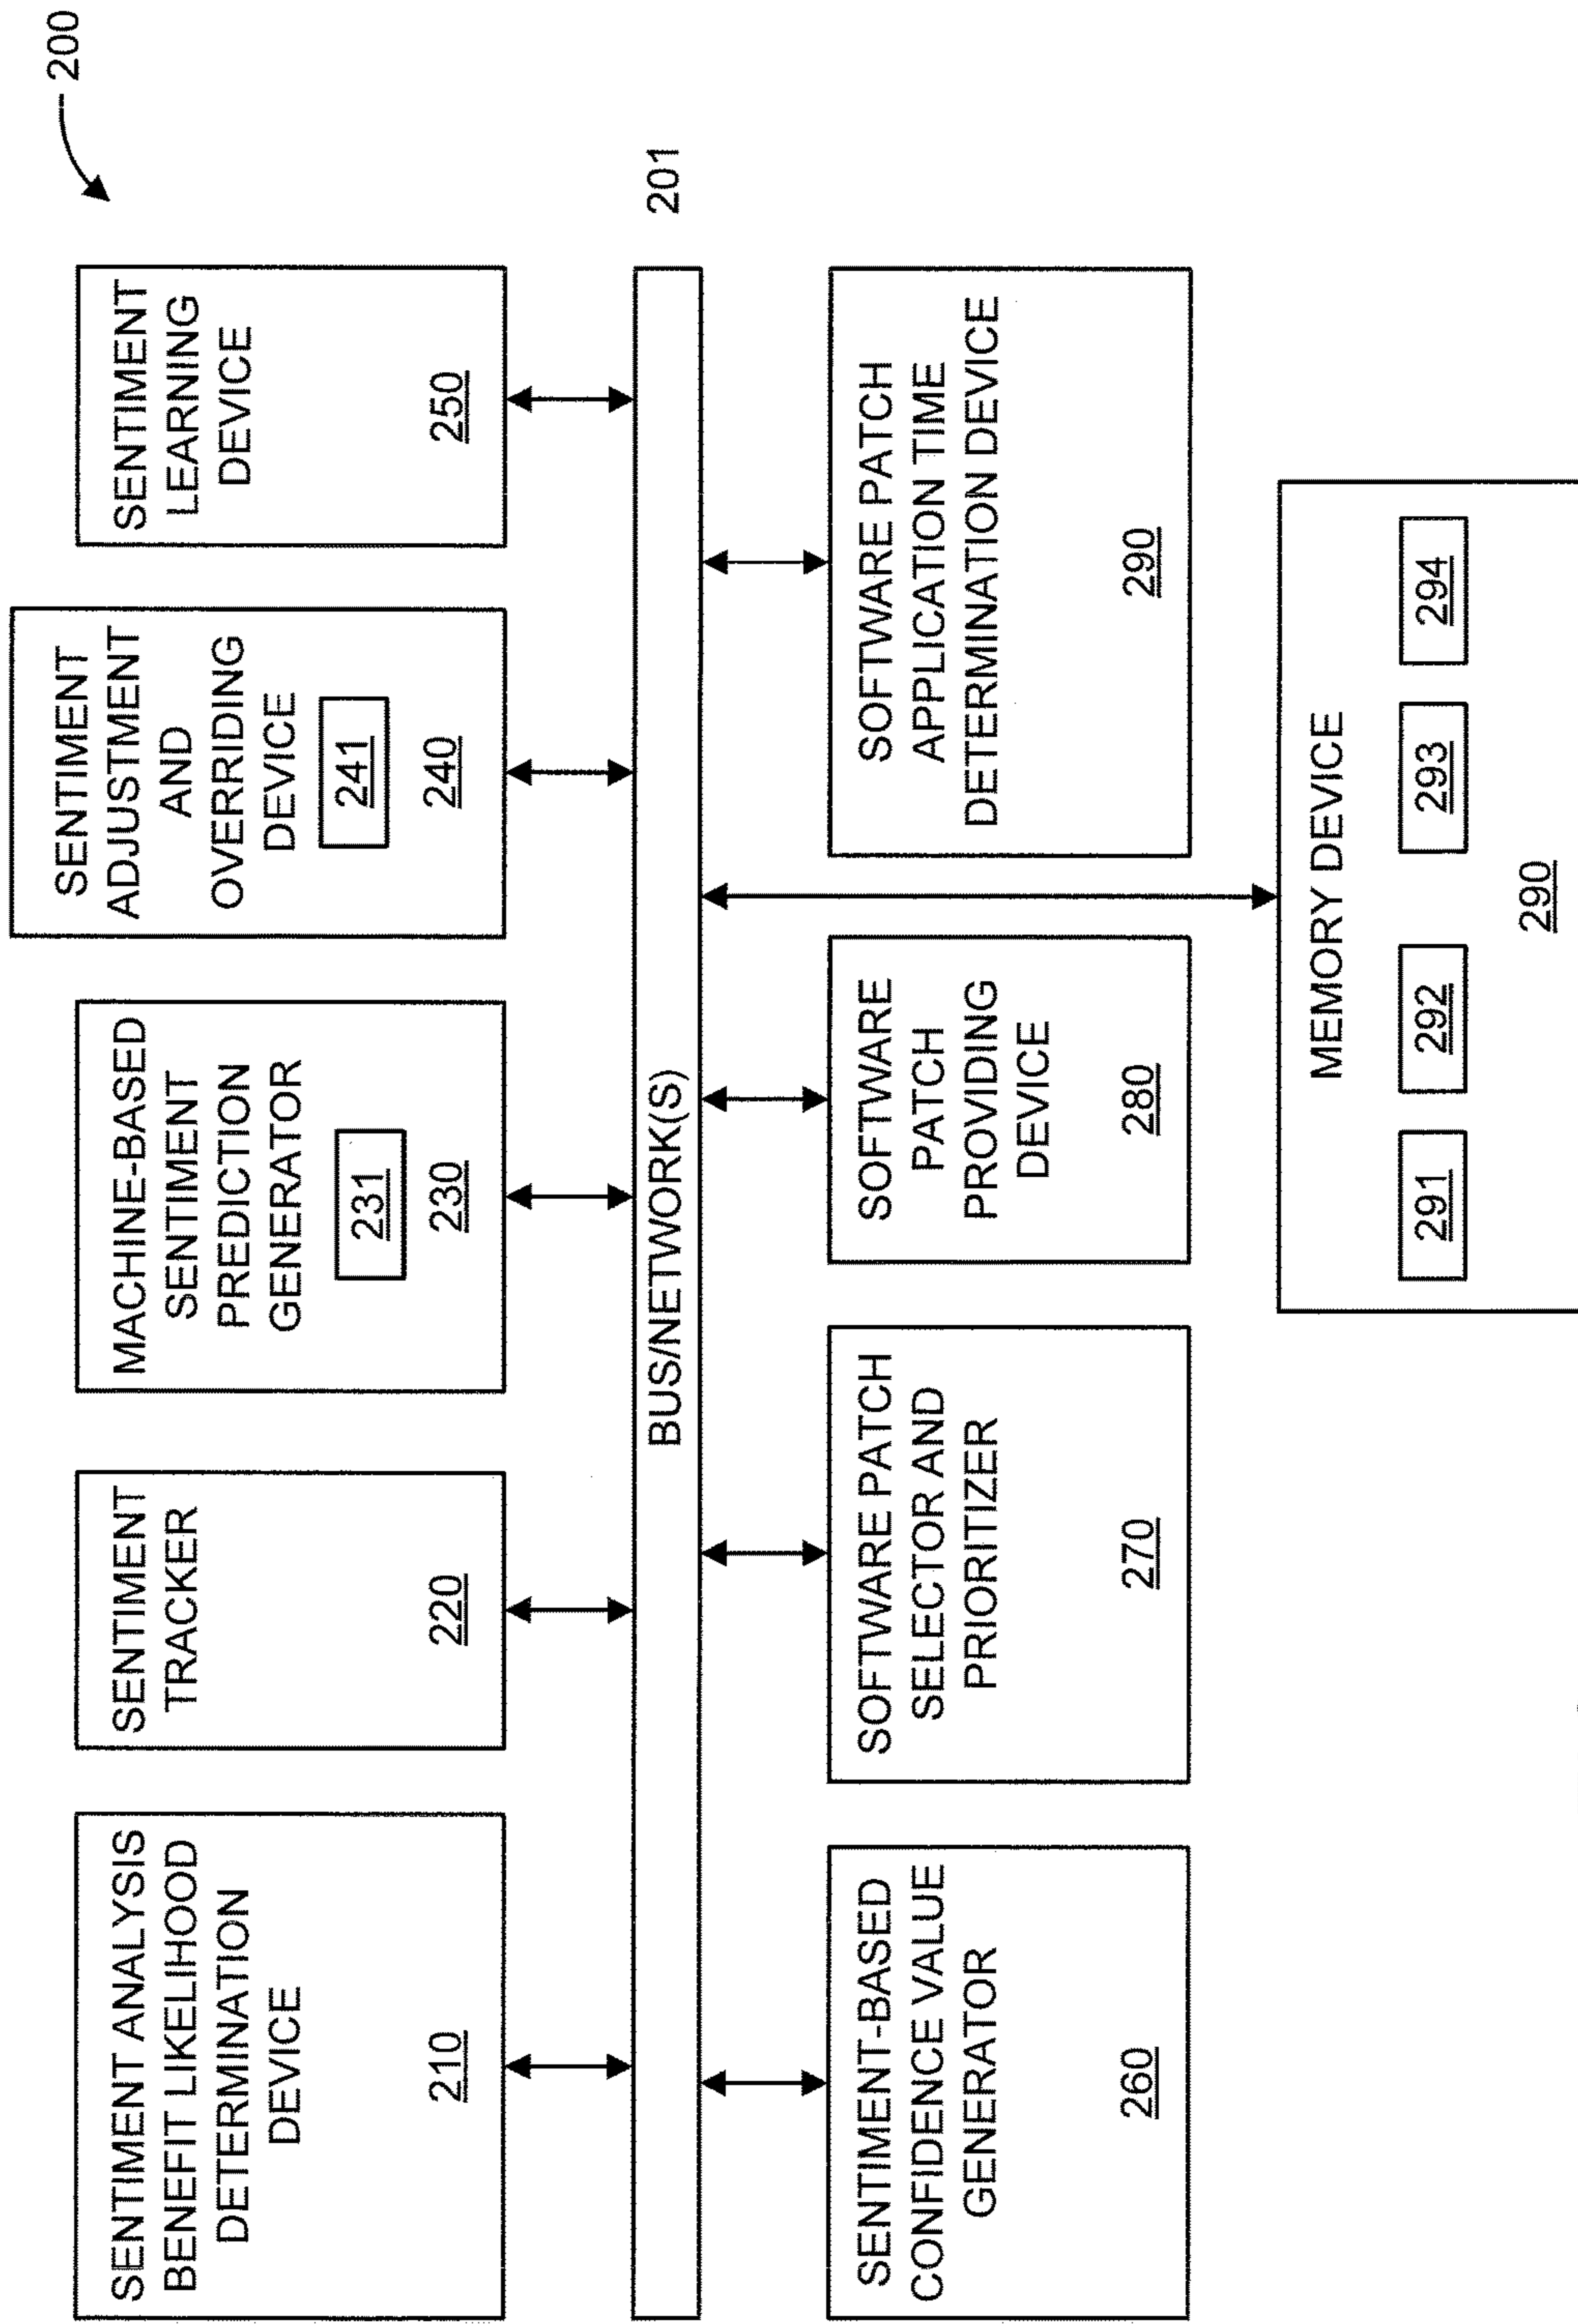 200
SENTIMENT ANALYSIS
BENEFIT LIKELIHOOD
DETERMINATION
DEVICE
210
SENTIMENT
TRACKER
220
MACHINE-BASED
SENTIMENT
PREDICTION
GENERATOR
231
230
SENTIMENT
ADJUSTMENT
AND
OVERRIDING
DEVICE
241
240
SENTIMENT
LEARNING
DEVICE
250
BUS/NETWORK(S)
201
SENTIMENT-BASED
CONFIDENCE VALUE
GENERATOR
260
SOFTWARE PATCH
SELECTOR AND
PRIORITIZER
270
SOFTWARE
PATCH
PROVIDING
DEVICE
280
SOFTWARE PATCH
APPLICATION TIME
DETERMINATION DEVICE
290
MEMORY DEVICE
291
292
293
294
290